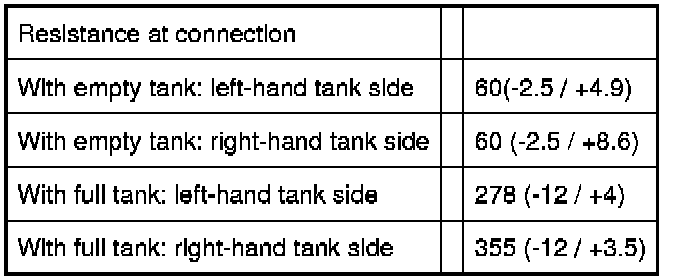 Resistance at connection
With empty tank: left-hand tank side 60(-2.5 / +4.9)
With empty tank: right-hand tank side 60 (-2.5 / +8.6)
With full tank: left-hand tank side 278 (-12 / +4)
With full tank: right-hand tank side 355 (-12 / +3.5)